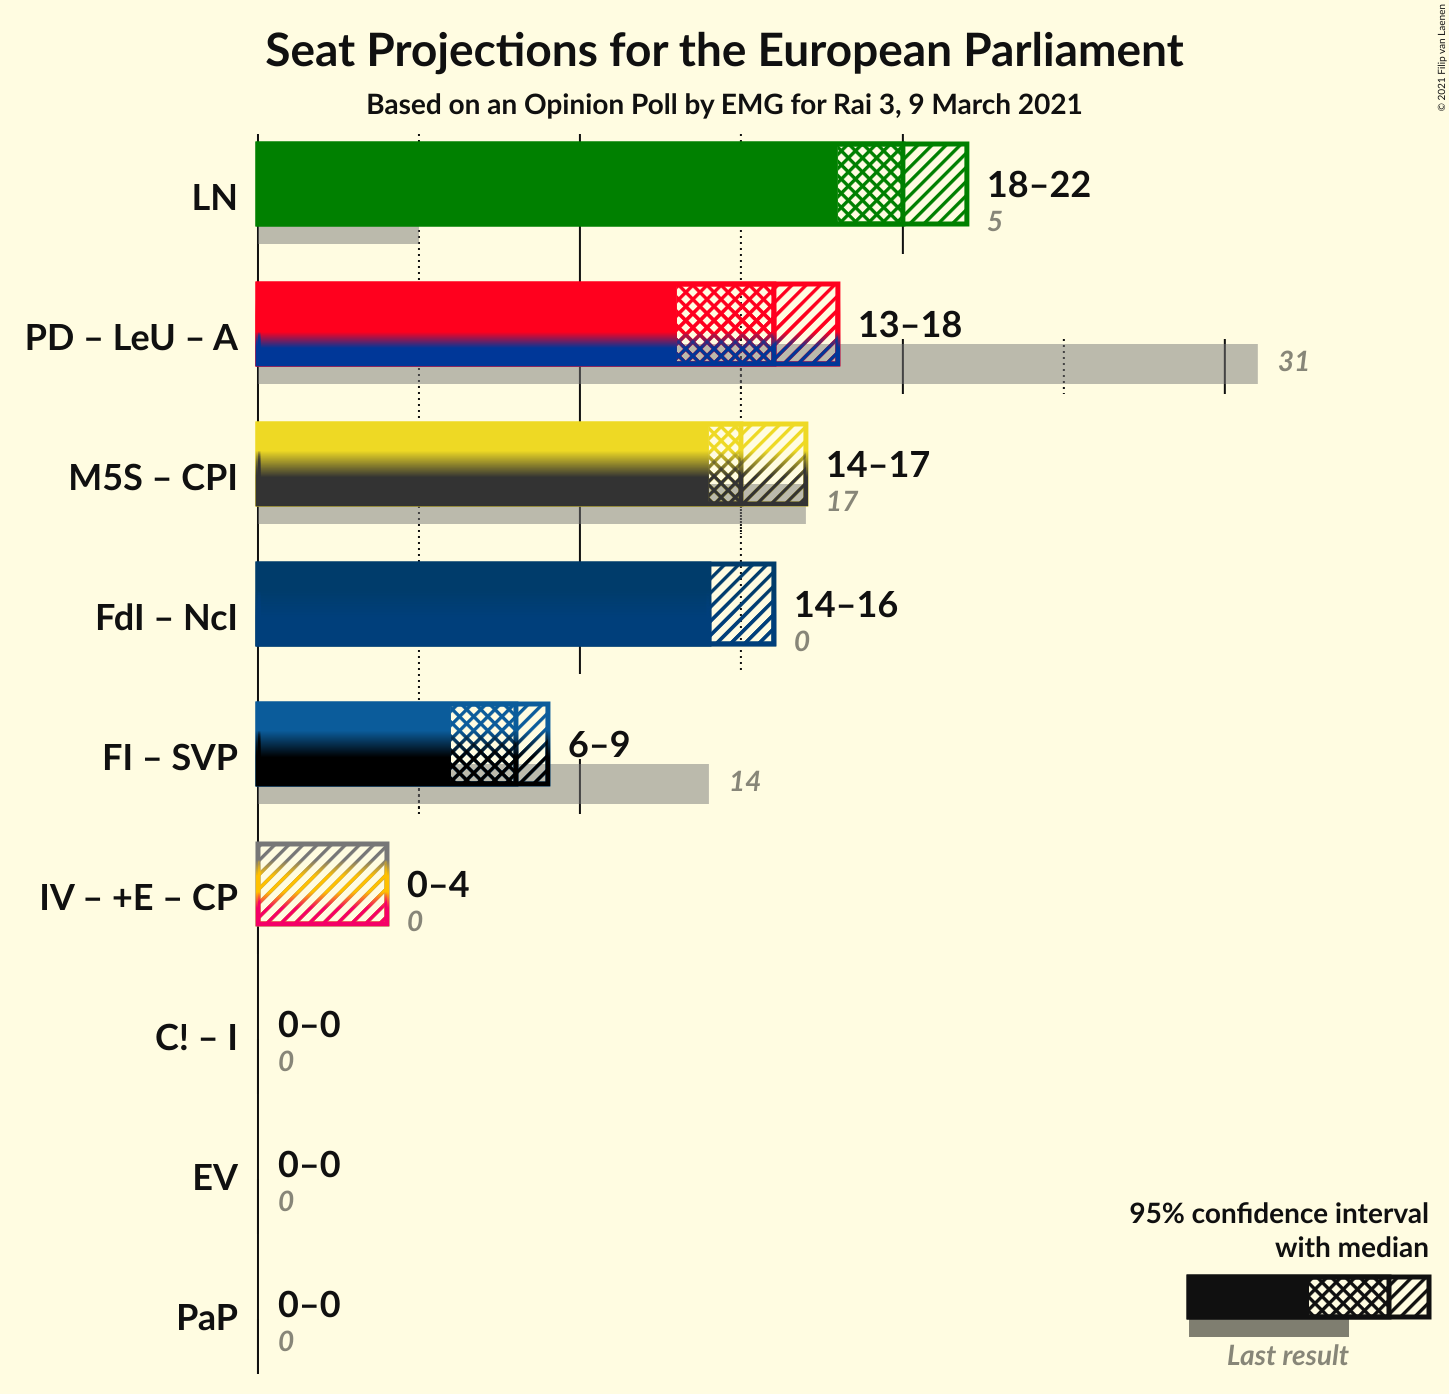 Seat Projections for the European Parliament
Based on an Opinion Poll by EMG for Rai 3, 9 March 2021
© 2021 Filip van Laenen
LN
18–22
5
PD – LeU – A
13–18
31
M5S – CPI
14–17
17
FdI – NcI
14–16
0
FI – SVP
6–9
14
IV – +E – CP
0–4
0
C! – I
0–0
0
EV
0–0
0
PaP
0–0
0
95% confidence interval
with median
Last result